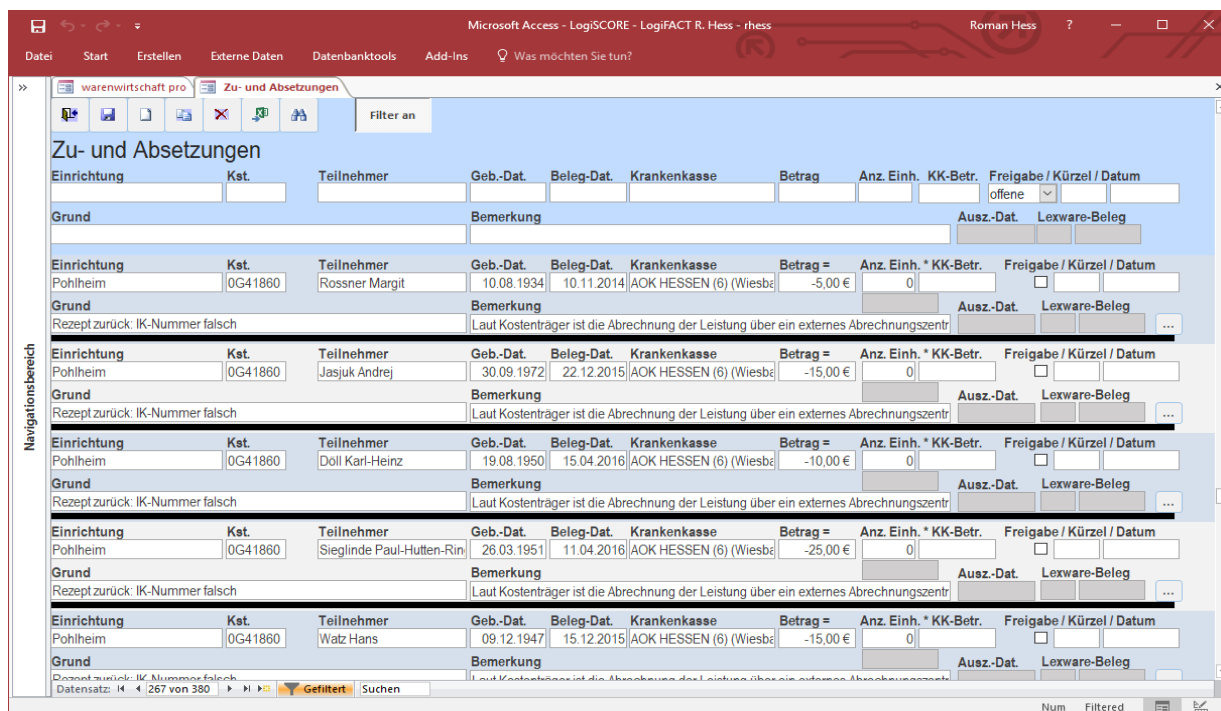 Microsoft Access - LogiSCORE - LogiFACT R. Hess - rhess Roman Hess ?
Datei Start Erstellen Externe Daten Datenbanktools Add-Ins Was möchten Sie tun?
» warenwirtschaft pro Zu- und Absetzungen
Filter an
Zu- und Absetzungen
Einrichtung Kst. Teilnehmer Geb.-Dat. Beleg-Dat. Krankenkasse Betrag Anz. Einh. KK-Betr. Freigabe / Kürzel / Datum
offene
Grund Bemerkung Ausz.-Dat. Lexware-Beleg
Einrichtung Kst. Teilnehmer Geb.-Dat. Beleg-Dat. Krankenkasse Betrag = Anz. Einh. * KK-Betr. Freigabe / Kürzel / Datum
Pohlheim 0G41860 Rossner Margit 10.08.1934 10.11.2014 AOK HESSEN (6) (Wiesba -5,00 € 0
Grund Bemerkung Ausz.-Dat. Lexware-Beleg
Rezept zurück: IK-Nummer falsch Laut Kostenträger ist die Abrechnung der Leistung über ein externes Abrechnungszentr ...
Einrichtung Kst. Teilnehmer Geb.-Dat. Beleg-Dat. Krankenkasse Betrag = Anz. Einh. * KK-Betr. Freigabe / Kürzel / Datum
Pohlheim 0G41860 Jasjuk Andrej 30.09.1972 22.12.2015 AOK HESSEN (6) (Wiesba -15,00 € 0
Grund Bemerkung Ausz.-Dat. Lexware-Beleg
Rezept zurück: IK-Nummer falsch Laut Kostenträger ist die Abrechnung der Leistung über ein externes Abrechnungszentr ...
Einrichtung Kst. Teilnehmer Geb.-Dat. Beleg-Dat. Krankenkasse Betrag = Anz. Einh. * KK-Betr. Freigabe / Kürzel / Datum
Pohlheim 0G41860 Döll Karl-Heinz 19.08.1950 15.04.2016 AOK HESSEN (6) (Wiesba -10,00 € 0
Grund Bemerkung Ausz.-Dat. Lexware-Beleg
Rezept zurück: IK-Nummer falsch Laut Kostenträger ist die Abrechnung der Leistung über ein externes Abrechnungszentr ...
Einrichtung Kst. Teilnehmer Geb.-Dat. Beleg-Dat. Krankenkasse Betrag = Anz. Einh. * KK-Betr. Freigabe / Kürzel / Datum
Pohlheim 0G41860 Sieglinde Paul-Hutten-Rin 26.03.1951 11.04.2016 AOK HESSEN (6) (Wiesba -25,00 € 0
Grund Bemerkung Ausz.-Dat. Lexware-Beleg
Rezept zurück: IK-Nummer falsch Laut Kostenträger ist die Abrechnung der Leistung über ein externes Abrechnungszentr ...
Einrichtung Kst. Teilnehmer Geb.-Dat. Beleg-Dat. Krankenkasse Betrag = Anz. Einh. * KK-Betr. Freigabe / Kürzel / Datum
Pohlheim 0G41860 Watz Hans 09.12.1947 15.12.2015 AOK HESSEN (6) (Wiesba -15,00 € 0
Grund Bemerkung Ausz.-Dat. Lexware-Beleg
Rezept zurück: IK-Nummer falsch Laut Kostenträger ist die Abrechnung der Leistung über ein externes Abrechnungszentr
Navigationsbereich
Datensatz: 267 von 380 Gefiltert Suchen
Num Filtered